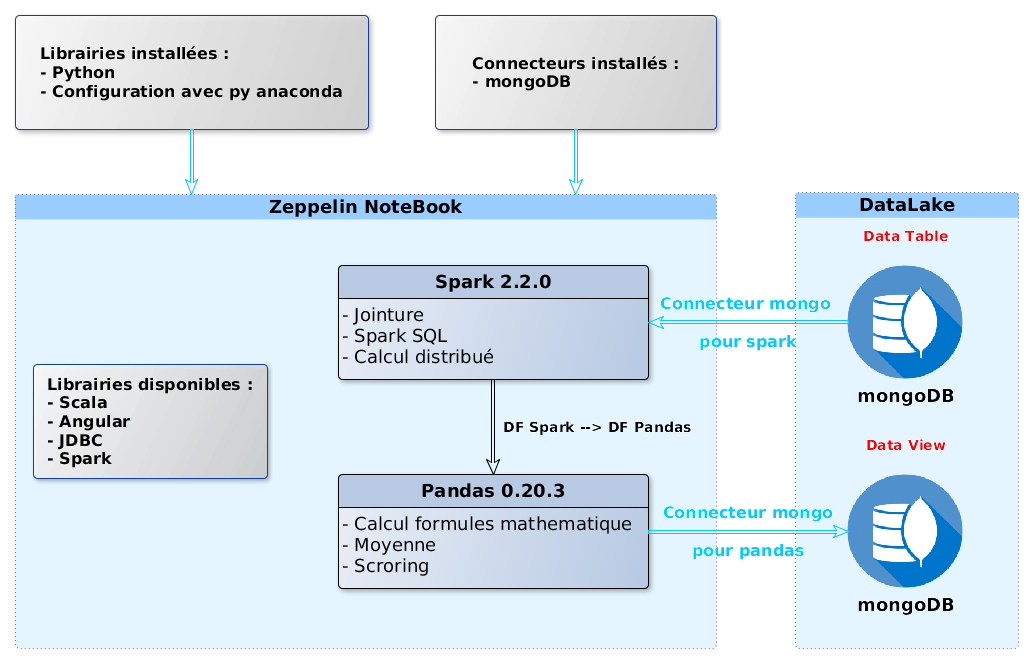 Librairies installées :
- Python
- Configuration avec py anaconda
Connecteurs installés :
- mongoDB
Zeppelin NoteBook
DataLake
Data Table
Spark 2.2.0
- Jointure
- Spark SQL
- Calcul distribué
Connecteur mongo
pour spark
mongoDB
Librairies disponibles :
- Scala
- Angular
- JDBC
- Spark
DF Spark --> DF Pandas
Data View
Pandas 0.20.3
- Calcul formules mathematique
- Moyenne
- Scroring
Connecteur mongo
pour pandas
mongoDB